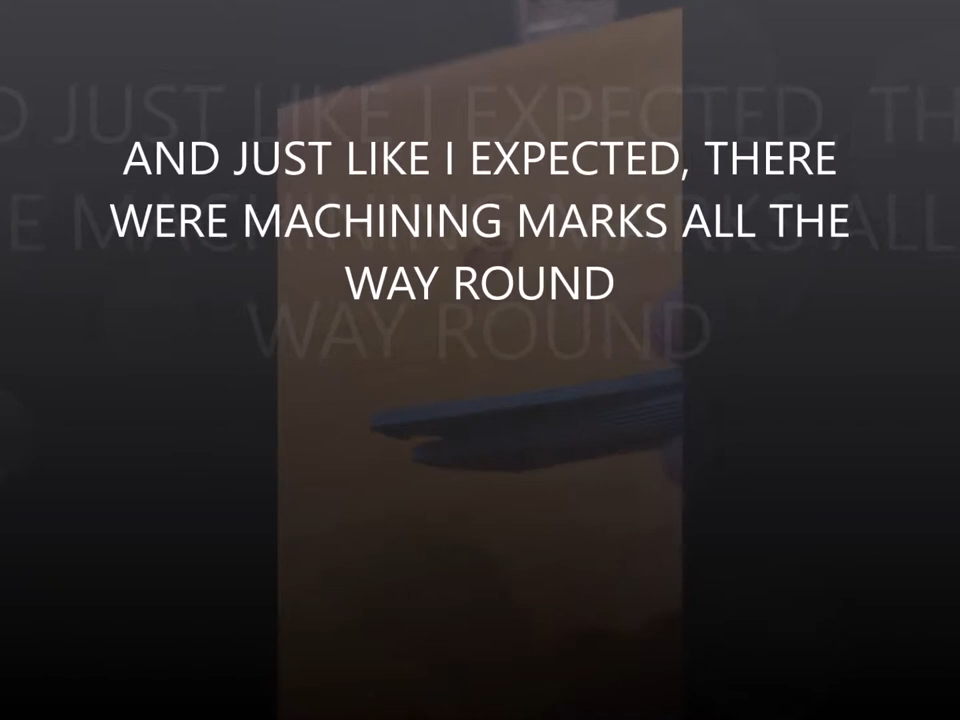 AND JUST LIKE I EXPECTED, THERE
WERE MACHINING MARKS ALL THE
WAY ROUND